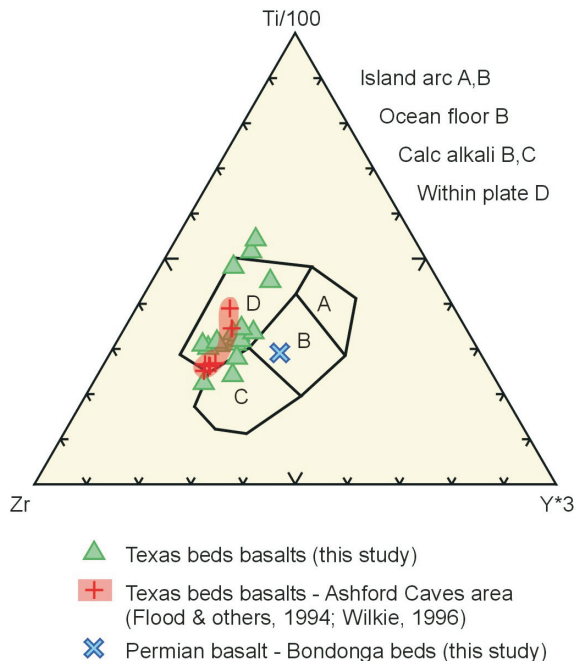 Ti/100
Island arc A,B
Ocean floor B
Calc alkali B,C
Within plate D
D
A
B
C
Zr
Y*3
Texas beds basalts (this study)
Texas beds basalts - Ashford Caves area
(Flood & others, 1994; Wilkie, 1996)
Permian basalt - Bondonga beds (this study)